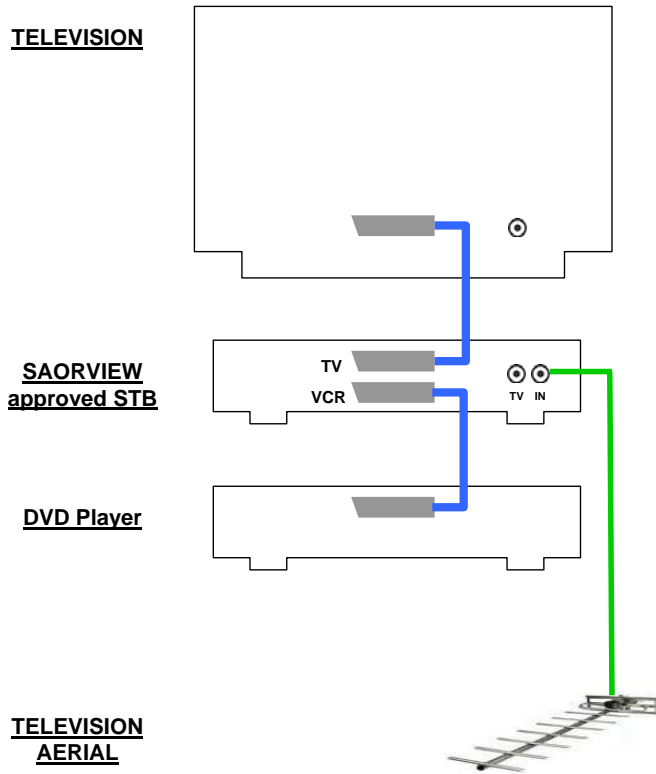 TELEVISION
SAORVIEW
approved STB
TV
VCR
TV IN
DVD Player
TELEVISION
AERIAL